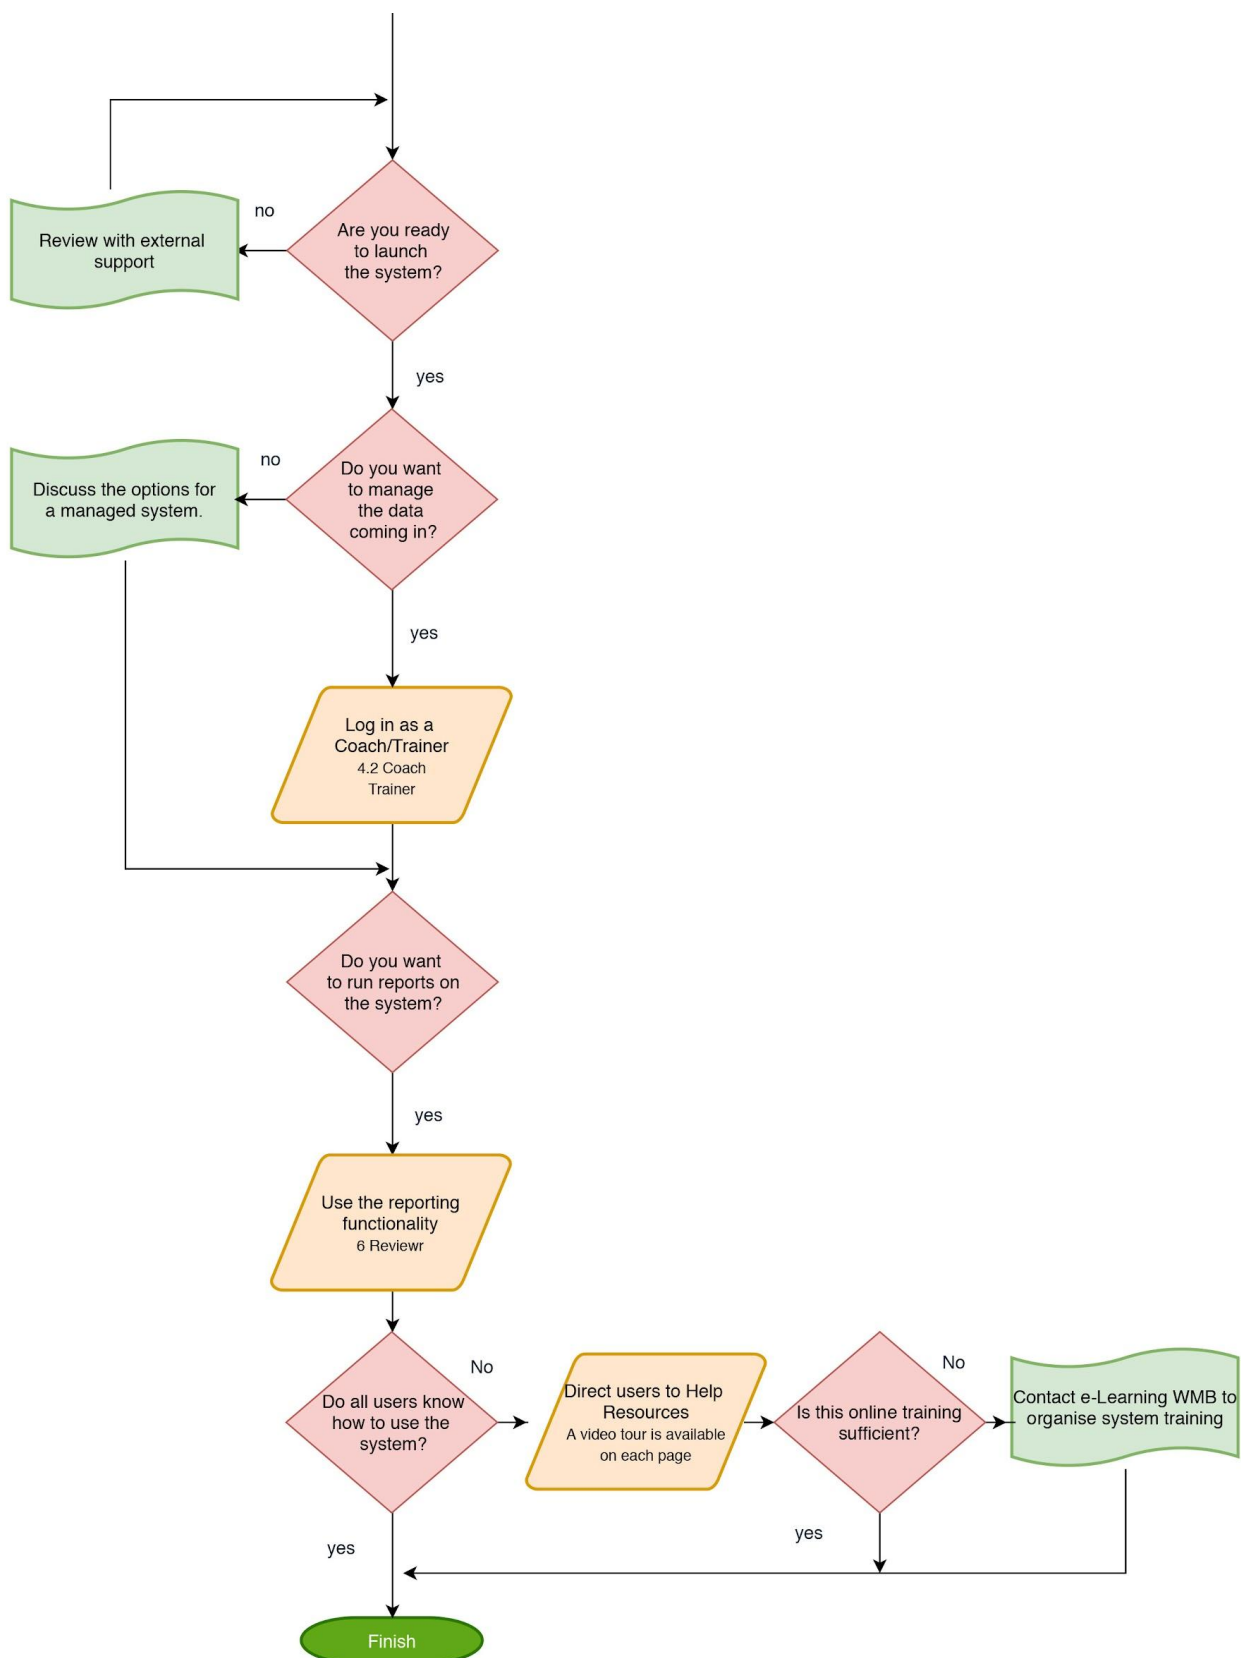 no
Are you ready
to launch
the system?
Review with external
support
yes
no
Do you want
to manage
the data
coming in?
Discuss the options for
a managed system.
yes
Log in as a
Coach/Trainer
4.2 Coach
Trainer
Do you want
to run reports on
the system?
yes
Use the reporting
functionality
6 Reviewr
Do all users know
how to use the
system?
No
Direct users to Help
Resources
A video tour is available
on each page
Is this online training
sufficient?
No
Contact e-Learning WMB to
organise system training
yes
yes
Finish